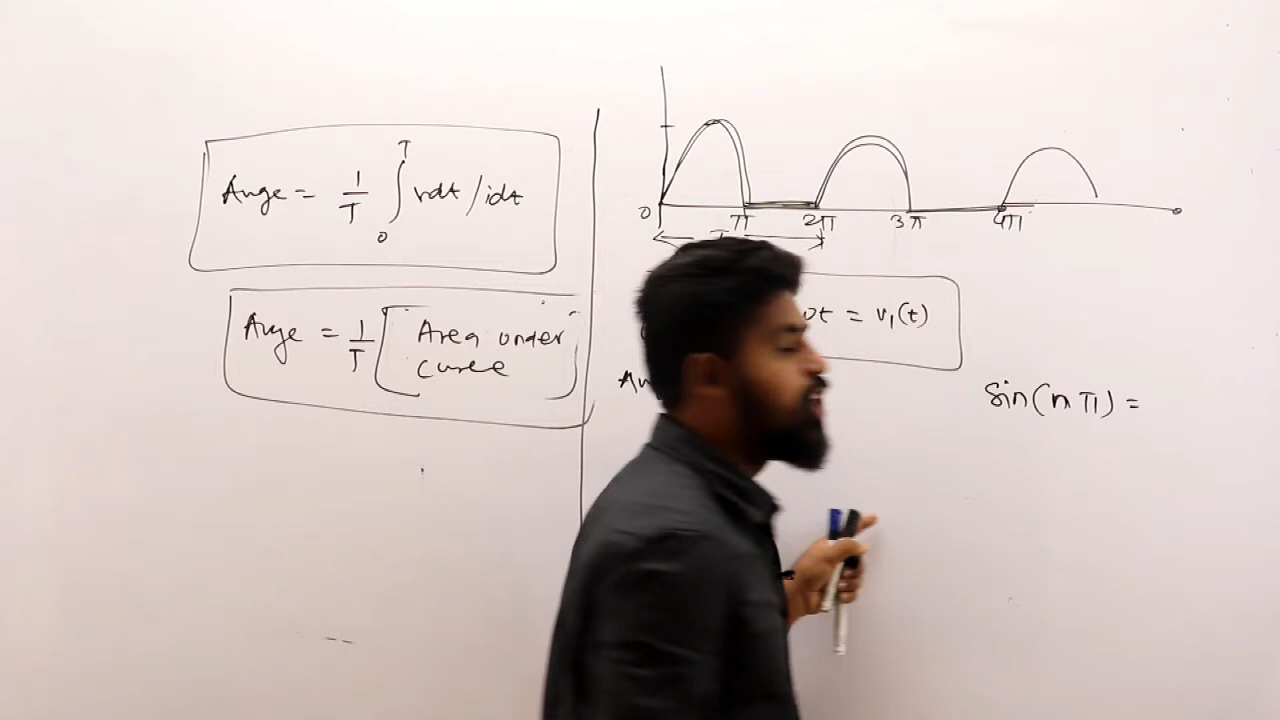 Avge = 1/T ∫₀ᵀ vdt / idt
Avge = 1/T [Area under
curve]
0 π 2π 3π 4π
T
ωt = v₁(t)
Av
Sin(nπ) =